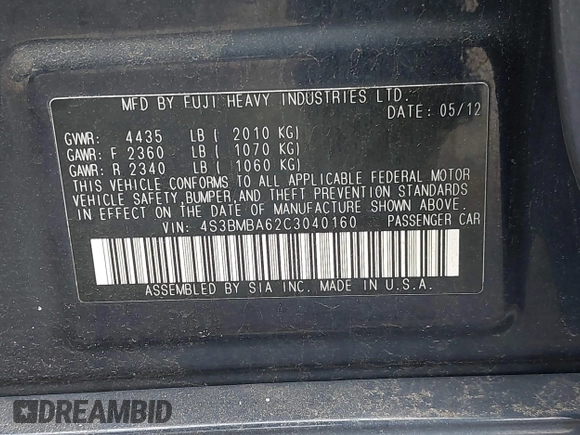 MFD BY FUJI HEAVY INDUSTRIES LTD.
DATE: 05/12
GVWR: 4435 LB ( 2010 KG)
GAWR: F 2360 LB ( 1070 KG)
GAWR: R 2340 LB ( 1060 KG)
THIS VEHICLE CONFORMS TO ALL APPLICABLE FEDERAL MOTOR
VEHICLE SAFETY,BUMPER,AND THEFT PREVENTION STANDARDS
IN EFFECT ON THE DATE OF MANUFACTURE SHOWN ABOVE.
VIN: 4S3BMBA62C3040160 PASSENGER CAR
ASSEMBLED BY SIA INC. MADE IN U.S.A.
DREAMBID